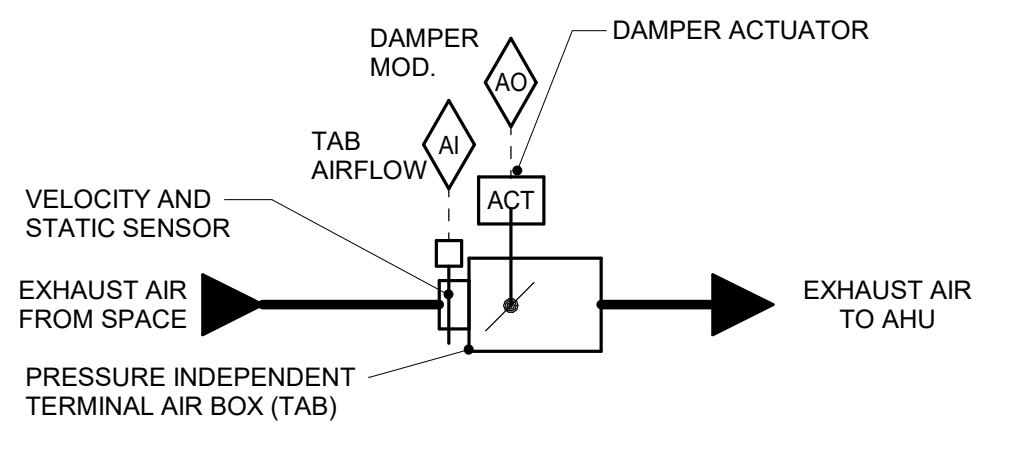 DAMPER ACTUATOR
DAMPER
MOD.
AO
TAB
AIRFLOW
AI
VELOCITY AND
STATIC SENSOR
ACT
EXHAUST AIR
FROM SPACE
EXHAUST AIR
TO AHU
PRESSURE INDEPENDENT
TERMINAL AIR BOX (TAB)